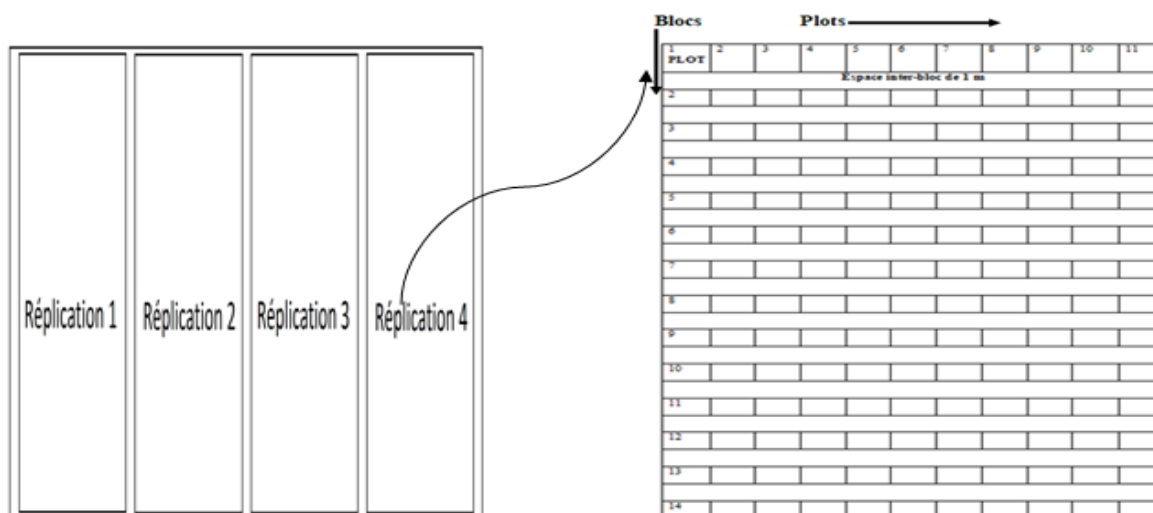 Réplication 1
Réplication 2
Réplication 3
Réplication 4
Blocs
Plots
1 2 3 4 5 6 7 8 9 10 11
PLOT
Espace inter-bloc de 1 m
2
3
4
5
6
7
8
9
10
11
12
13
14